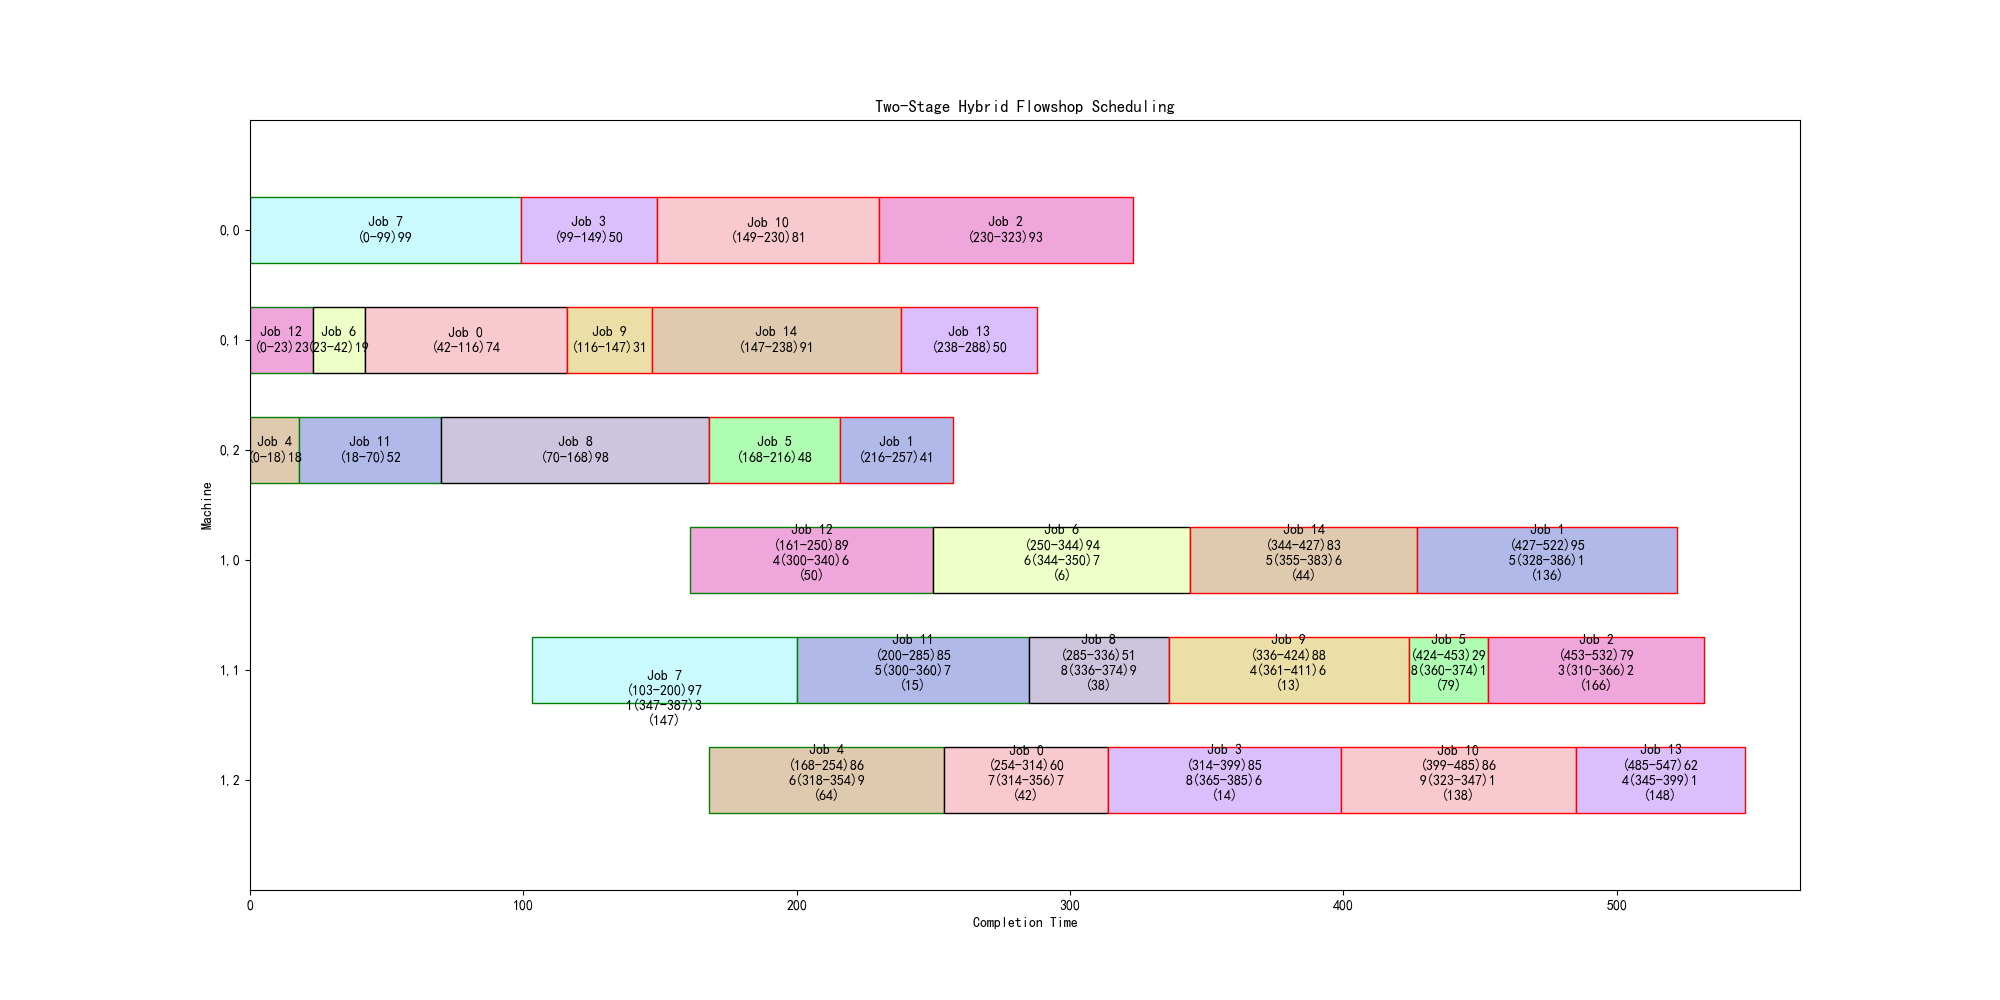 Two-Stage Hybrid Flowshop Scheduling
Machine
0,0
Job 7
(0-99)99
Job 3
(99-149)50
Job 10
(149-230)81
Job 2
(230-323)93
0,1
Job 12
(0-23)23
Job 6
(23-42)19
Job 0
(42-116)74
Job 9
(116-147)31
Job 14
(147-238)91
Job 13
(238-288)50
0,2
Job 4
(0-18)18
Job 11
(18-70)52
Job 8
(70-168)98
Job 5
(168-216)48
Job 1
(216-257)41
1,0
Job 12
(161-250)89
4(300-340)6
(50)
Job 6
(250-344)94
6(344-350)7
(6)
Job 14
(344-427)83
5(355-383)6
(44)
Job 1
(427-522)95
5(328-386)1
(136)
1,1
Job 7
(103-200)97
1(347-387)3
(147)
Job 11
(200-285)85
5(300-360)7
(15)
Job 8
(285-336)51
8(336-374)9
(38)
Job 9
(336-424)88
4(361-411)6
(13)
Job 5
(424-453)29
8(360-374)1
(79)
Job 2
(453-532)79
3(310-366)2
(166)
1,2
Job 4
(168-254)86
6(318-354)9
(64)
Job 0
(254-314)60
7(314-356)7
(42)
Job 3
(314-399)85
8(365-385)6
(14)
Job 10
(399-485)86
9(323-347)1
(138)
Job 13
(485-547)62
4(345-399)1
(148)
0 100 200 300 400 500
Completion Time